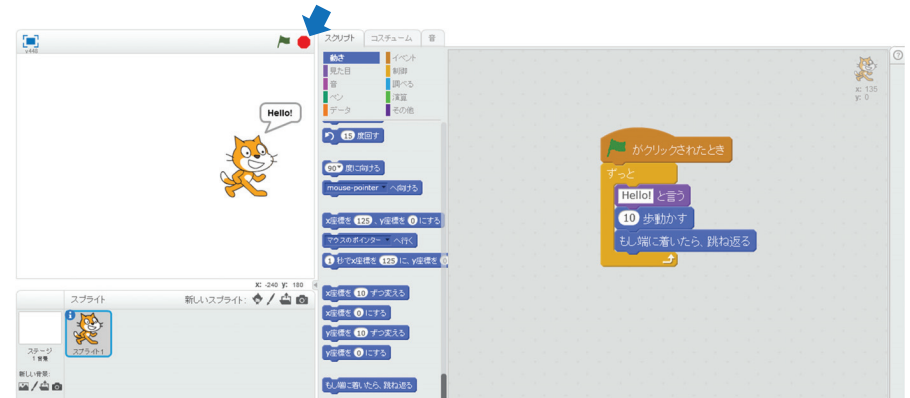 v448
Hello!
X: -240 y: 180
スプライト 新しいスプライト:
ステージ
1 背景
新しい背景:
スプライト1
スクリプト コスチューム 音
動き イベント
見た目 制御
音 調べる
ペン 演算
データ その他
15 度回す
90 度に向ける
mouse-pointer へ向ける
x座標を 125 、y座標を 0 にする
マウスのポインター へ行く
1 秒でx座標を 125 に、y座標を
x座標を 10 ずつ変える
x座標を 0 にする
y座標を 10 ずつ変える
y座標を 0 にする
もし端に着いたら、跳ね返る
がクリックされたとき
ずっと
Hello! と言う
10 歩動かす
もし端に着いたら、跳ね返る
x: 135
y: 0